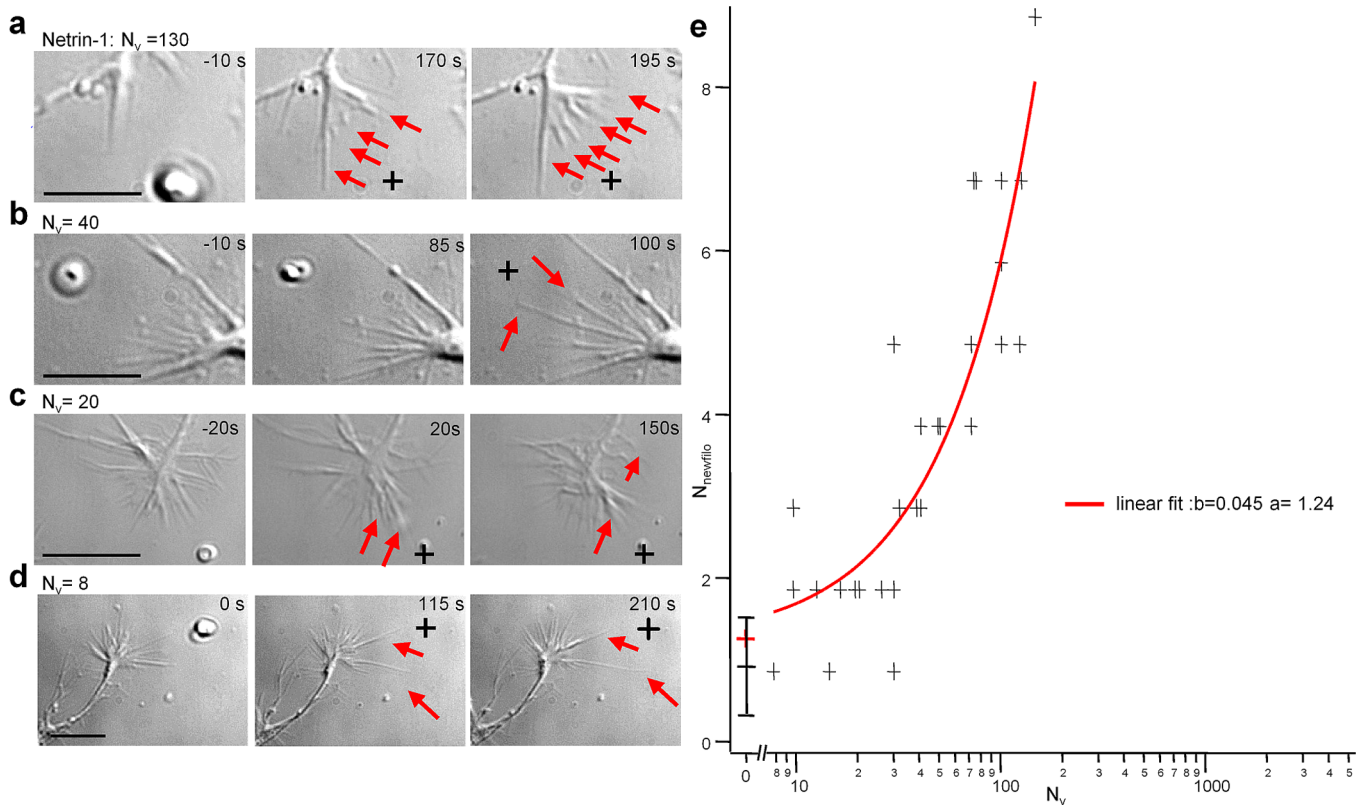 a
Netrin-1: Nv =130
-10 s
170 s
195 s
b
Nv= 40
-10 s
85 s
100 s
c
Nv= 20
-20s
20s
150s
d
Nv= 8
0 s
115 s
210 s
e
8
6
4
2
0
Nnewfilo
linear fit :b=0.045 a= 1.24
0 8 9 10 2 3 4 5 6 7 8 9 100 2 3 4 5 6 7 8 9 1000 2 3 4 5
Nv